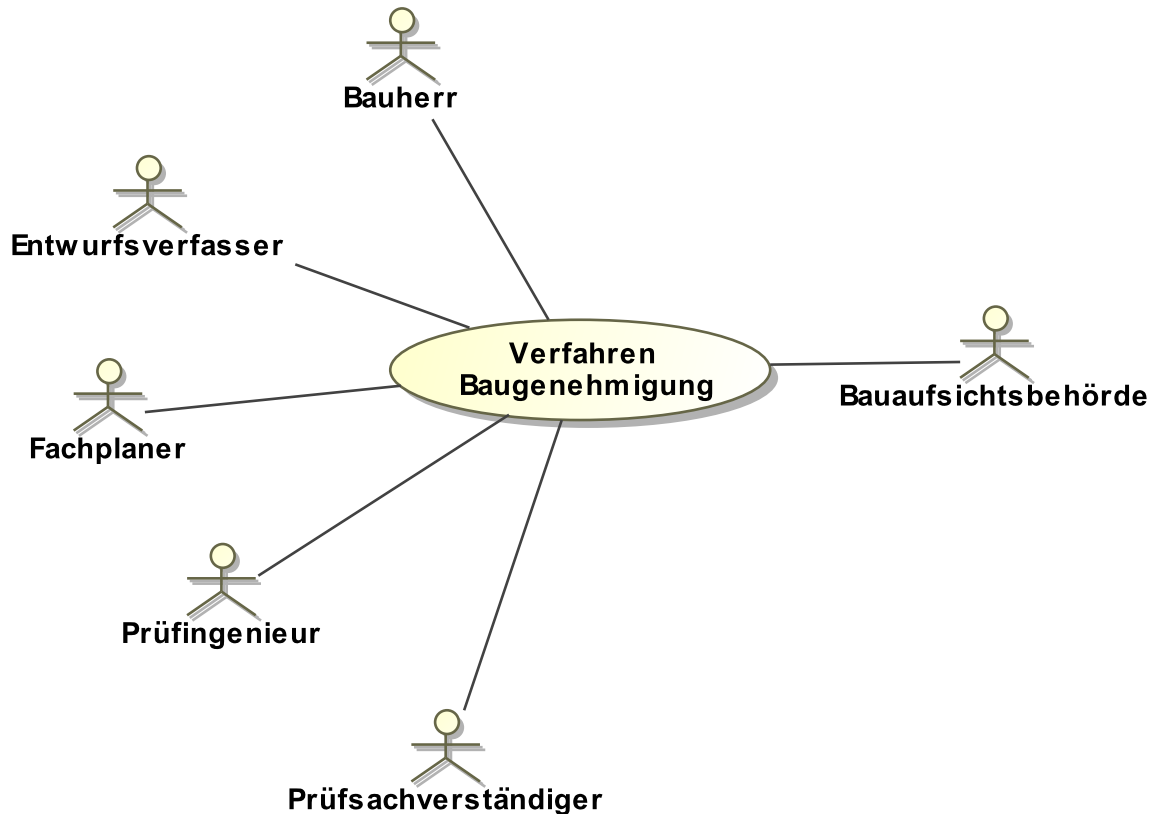 Bauherr
Entwurfsverfasser
Verfahren
Baugenehmigung
Bauaufsichtsbehörde
Fachplaner
Prüfingenieur
Prüfsachverständiger